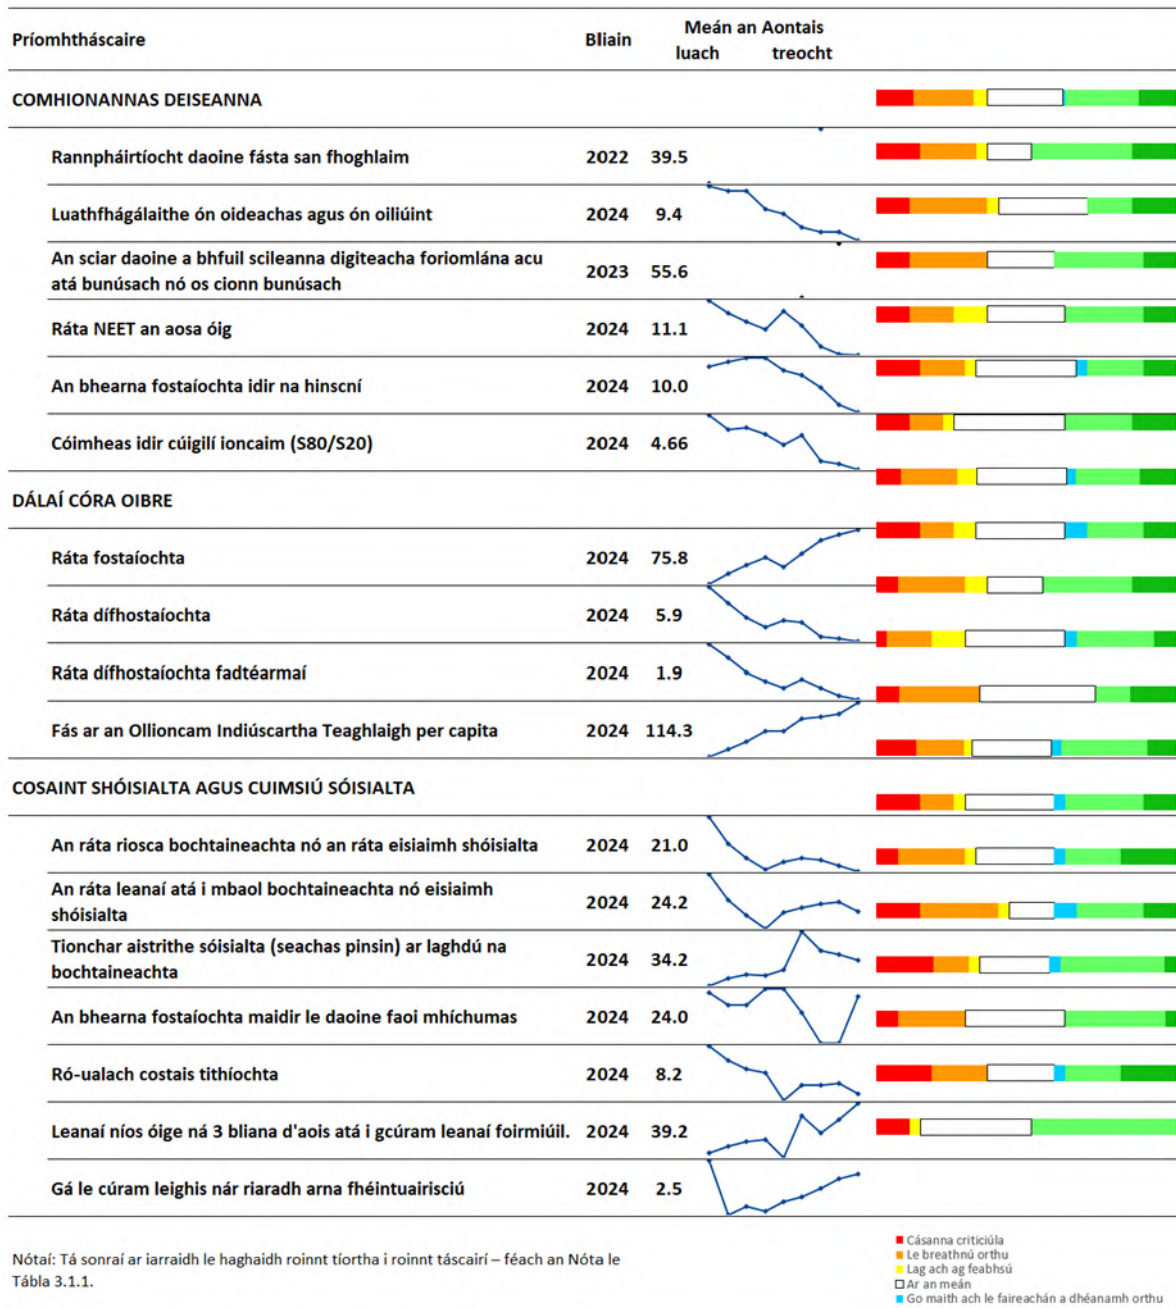 Príomhtháscaire Bliain Meán an Aontais
luach treocht
COMHIONANNAS DEISEANNA
Rannpháirtíocht daoine fásta san fhoghlaim 2022 39.5
Luathfhágálaithe ón oideachas agus ón oiliúint 2024 9.4
An sciar daoine a bhfuil scileanna digiteacha foriomlána acu
atá bunúsach nó os cionn bunúsach 2023 55.6
Ráta NEET an aosa óig 2024 11.1
An bhearna fostaíochta idir na hinscní 2024 10.0
Cóimheas idir cúigilí ioncaim (S80/S20) 2024 4.66
DÁLAÍ CÓRA OIBRE
Ráta fostaíochta 2024 75.8
Ráta dífhostaíochta 2024 5.9
Ráta dífhostaíochta fadtéarmaí 2024 1.9
Fás ar an Ollioncam Indiúscartha Teaghlaigh per capita 2024 114.3
COSAINT SHÓISIALTA AGUS CUIMSIÚ SÓISIALTA
An ráta riosca bochtaineachta nó an ráta eisiaimh shóisialta 2024 21.0
An ráta leanaí atá i mbaol bochtaineachta nó eisiaimh
shóisialta 2024 24.2
Tionchar aistrithe sóisialta (seachas pinsin) ar laghdú na
bochtaineachta 2024 34.2
An bhearna fostaíochta maidir le daoine faoi mhíchumas 2024 24.0
Ró-ualach costais tithíochta 2024 8.2
Leanaí níos óige ná 3 bliana d'aois atá i gcúram leanaí foirmiúil. 2024 39.2
Gá le cúram leighis nár riaradh arna fhéintuairisciú 2024 2.5
Nótaí: Tá sonraí ar iarraidh le haghaidh roinnt tíortha i roinnt táscairí – féach an Nóta le
Tábla 3.1.1.
Cásanna criticiúla
Le breathnú orthu
Lag ach ag feabhsú
Ar an meán
Go maith ach le faireachán a dhéanamh orthu